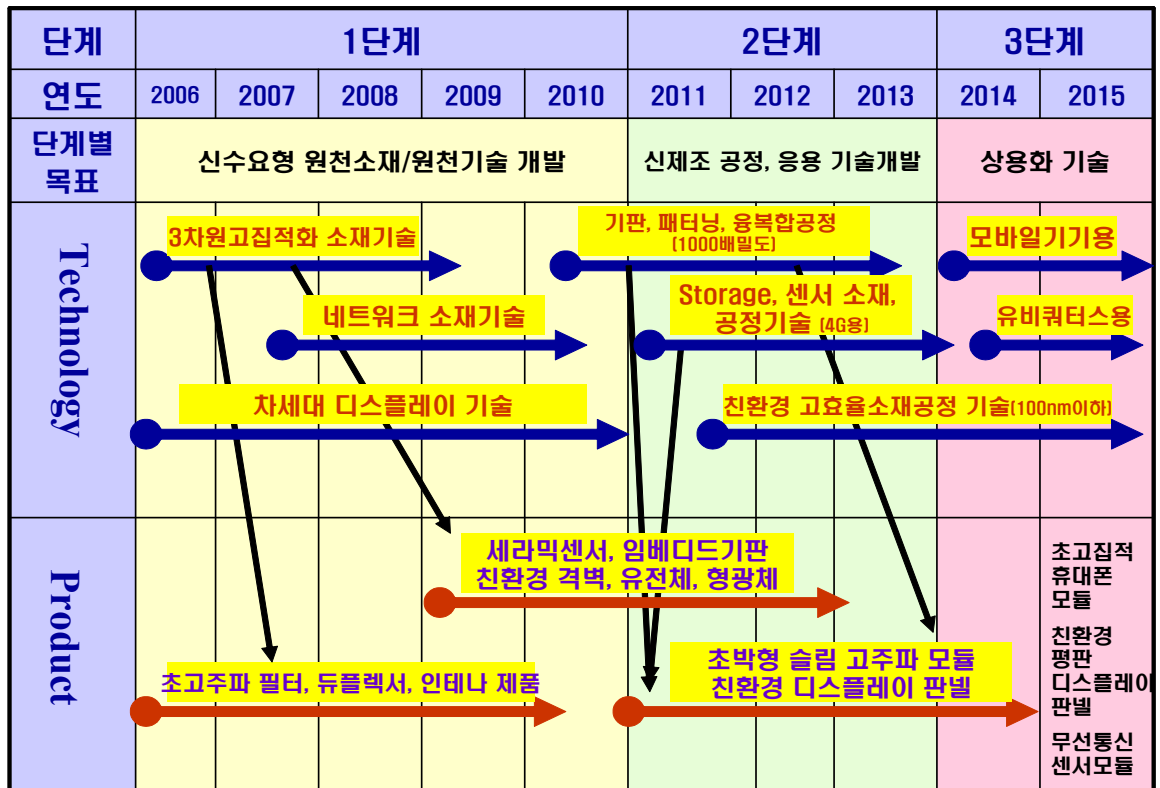 단계
1단계
2단계
3단계
연도
2006
2007
2008
2009
2010
2011
2012
2013
2014
2015
단계별
목표
신수요형 원천소재/원천기술 개발
신제조 공정, 응용 기술개발
상용화 기술
Technology
3차원고집적화 소재기술
기판, 패터닝, 융복합공정
(1000배밀도)
모바일기기용
네트워크 소재기술
Storage, 센서 소재,
공정기술 (4G용)
유비쿼터스용
차세대 디스플레이 기술
친환경 고효율소재공정 기술(100nm이하)
Product
세라믹센서, 임베디드기판
친환경 격벽, 유전체, 형광체
초고주파 필터, 듀플렉서, 인테나 제품
초박형 슬림 고주파 모듈
친환경 디스플레이 판넬
초고집적
휴대폰
모듈
친환경
평판
디스플레이
판넬
무선통신
센서모듈